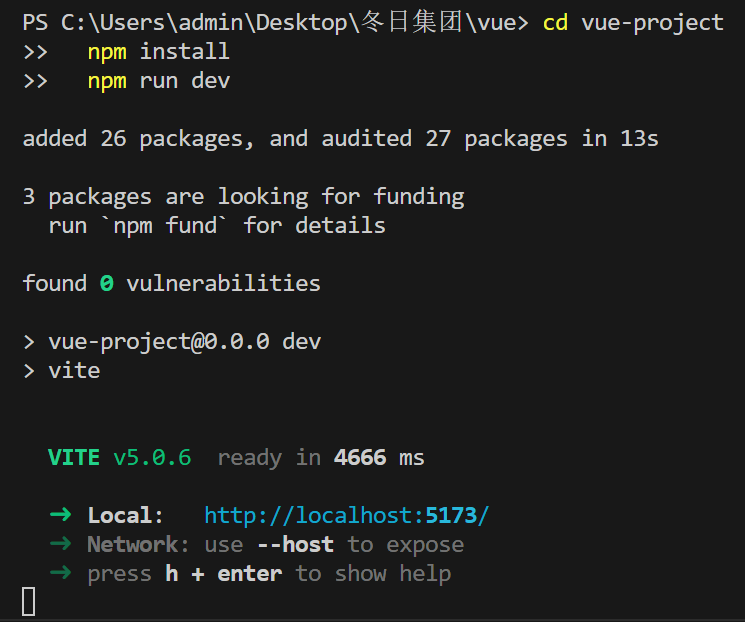 PS C:\Users\admin\Desktop\冬日集团\vue> cd vue-project
>>   npm install
>>   npm run dev
added 26 packages, and audited 27 packages in 13s
3 packages are looking for funding
  run `npm fund` for details
found 0 vulnerabilities
> vue-project@0.0.0 dev
> vite
  VITE v5.0.6  ready in 4666 ms
  ➜  Local:   http://localhost:5173/
  ➜  Network: use --host to expose
  ➜  press h + enter to show help